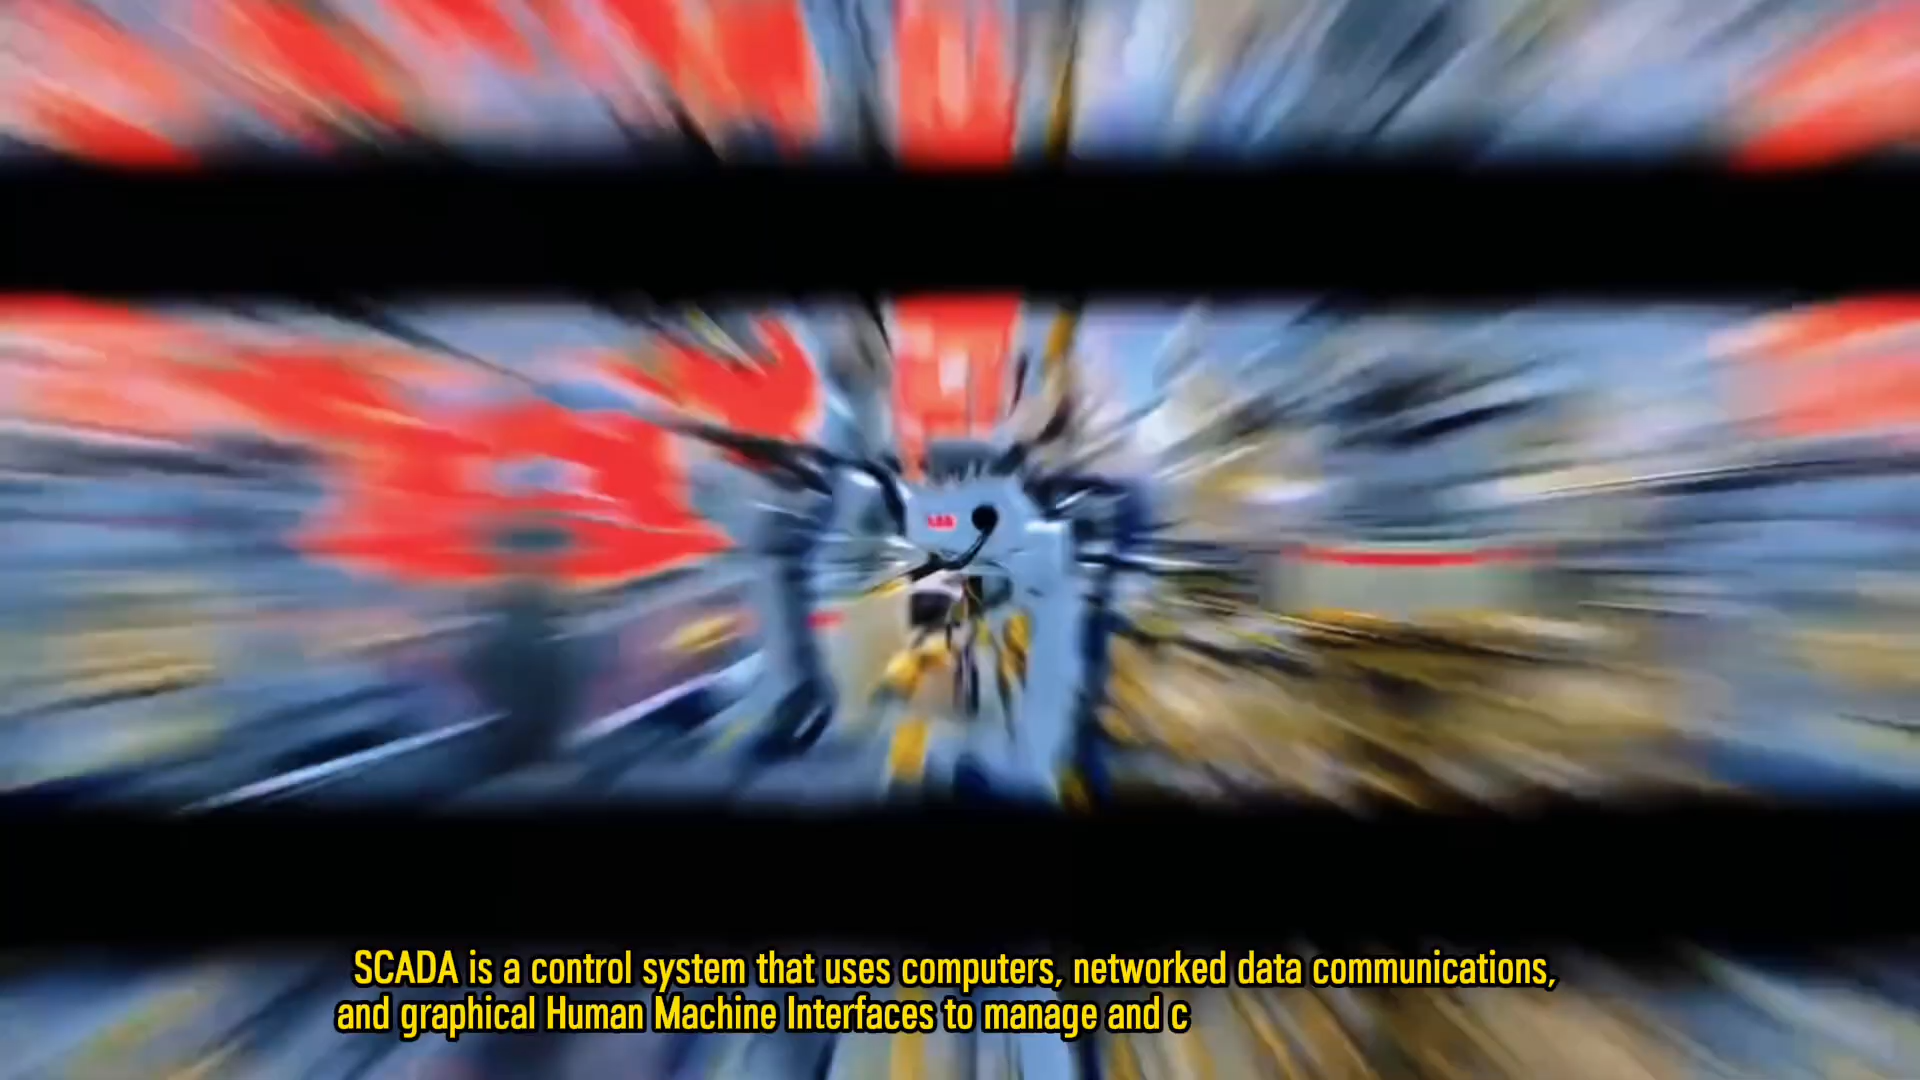 SCADA is a control system that uses computers, networked data communications,
and graphical Human Machine Interfaces to manage and c